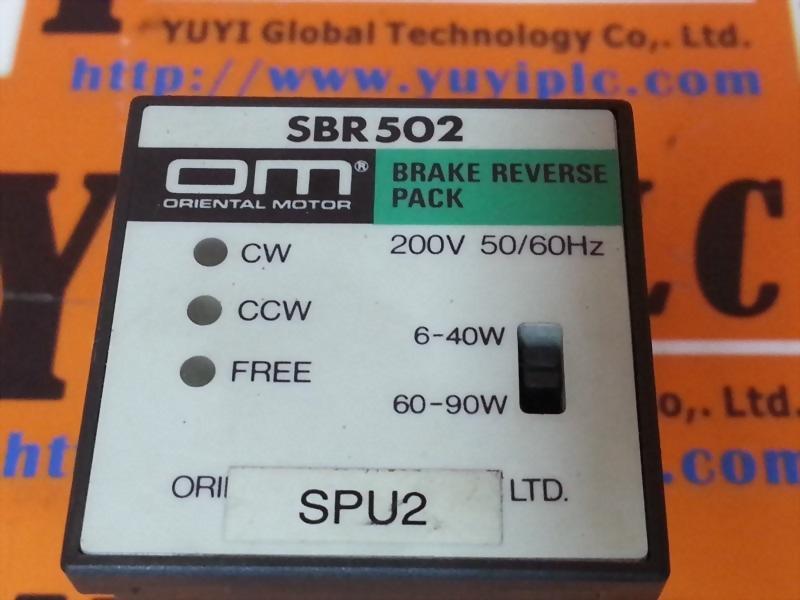 YUYI Global Technology Co,. Ltd.
http://www.yuyiplc.com
SBR502
OM®
ORIENTAL MOTOR
BRAKE REVERSE
PACK
CW
200V 50/60Hz
CCW
6-40W
FREE
60-90W
o,. Ltd.
com
LTD.
SPU2